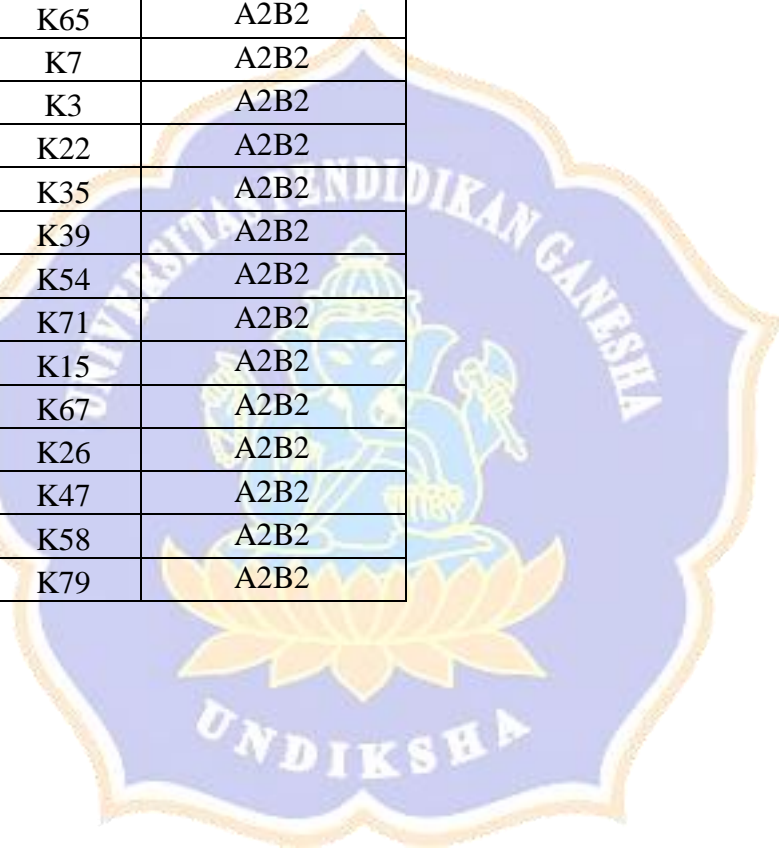 K65 A2B2
K7 A2B2
K3 A2B2
K22 A2B2
K35 A2B2
K39 A2B2
K54 A2B2
K71 A2B2
K15 A2B2
K67 A2B2
K26 A2B2
K47 A2B2
K58 A2B2
K79 A2B2
UNIVERSITAS PENDIDIKAN GANESHA
UNDIKSHA